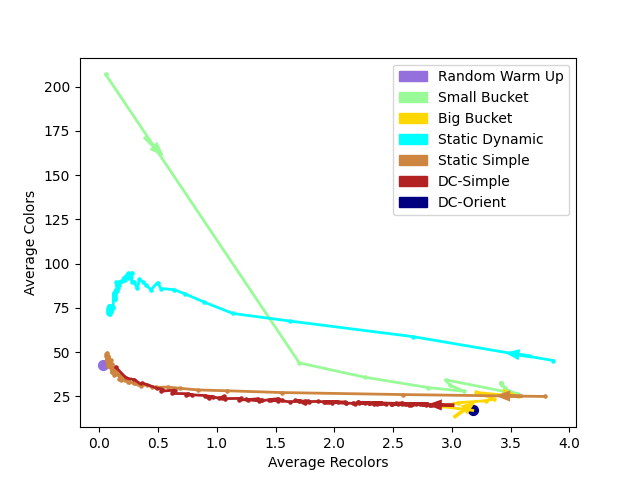 Random Warm Up
Small Bucket
Big Bucket
Static Dynamic
Static Simple
DC-Simple
DC-Orient
200
175
150
125
100
75
50
25
Average Colors
0.0 0.5 1.0 1.5 2.0 2.5 3.0 3.5 4.0
Average Recolors